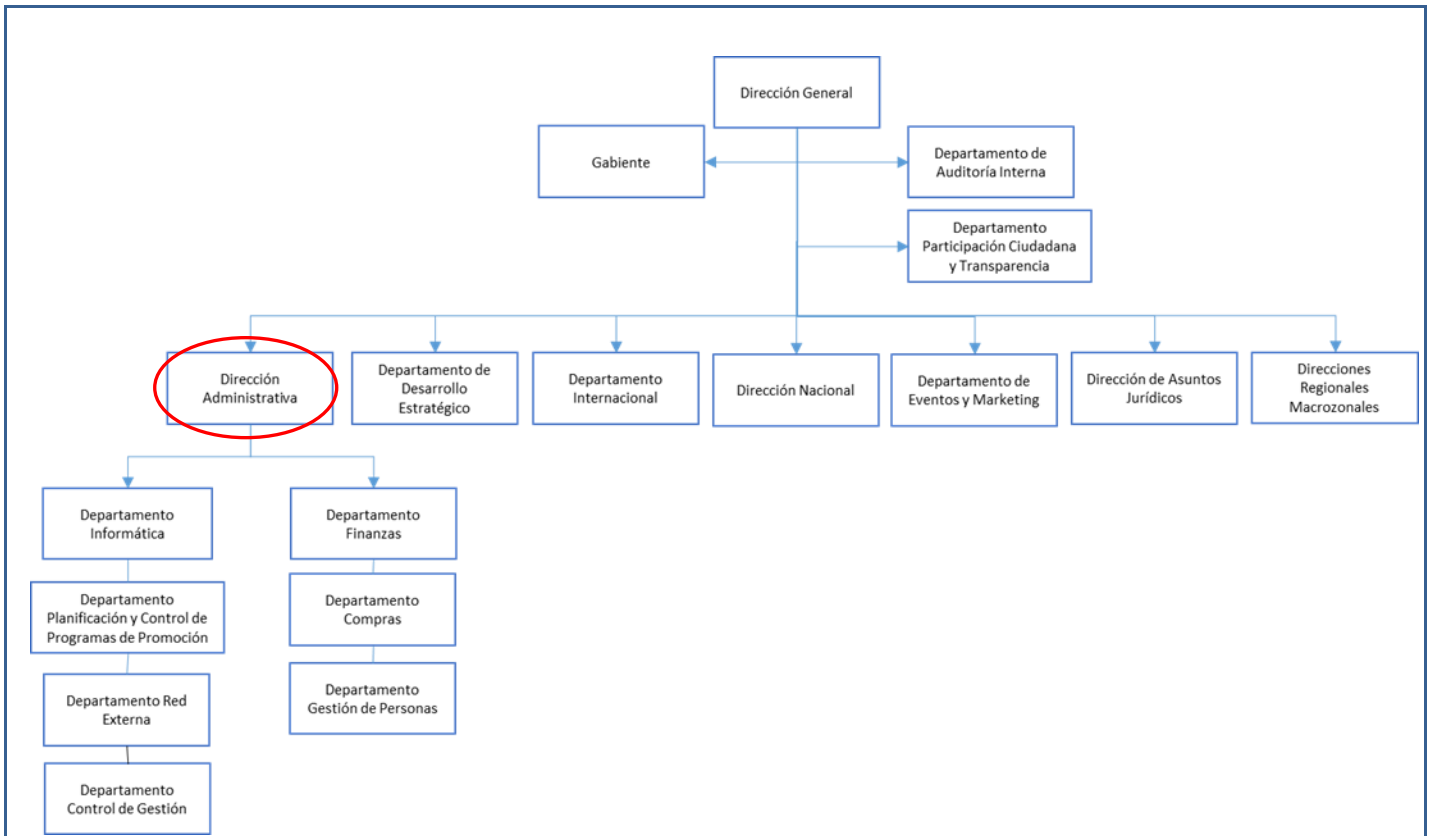 Dirección General
Gabiente
Departamento de
Auditoría Interna
Departamento
Participación Ciudadana
y Transparencia
Dirección
Administrativa
Departamento de
Desarrollo
Estratégico
Departamento
Internacional
Dirección Nacional
Departamento de
Eventos y Marketing
Dirección de Asuntos
Jurídicos
Direcciones
Regionales
Macrozonales
Departamento
Informática
Departamento
Finanzas
Departamento
Planificación y Control de
Programas de Promoción
Departamento
Compras
Departamento Red
Externa
Departamento
Gestión de Personas
Departamento
Control de Gestión